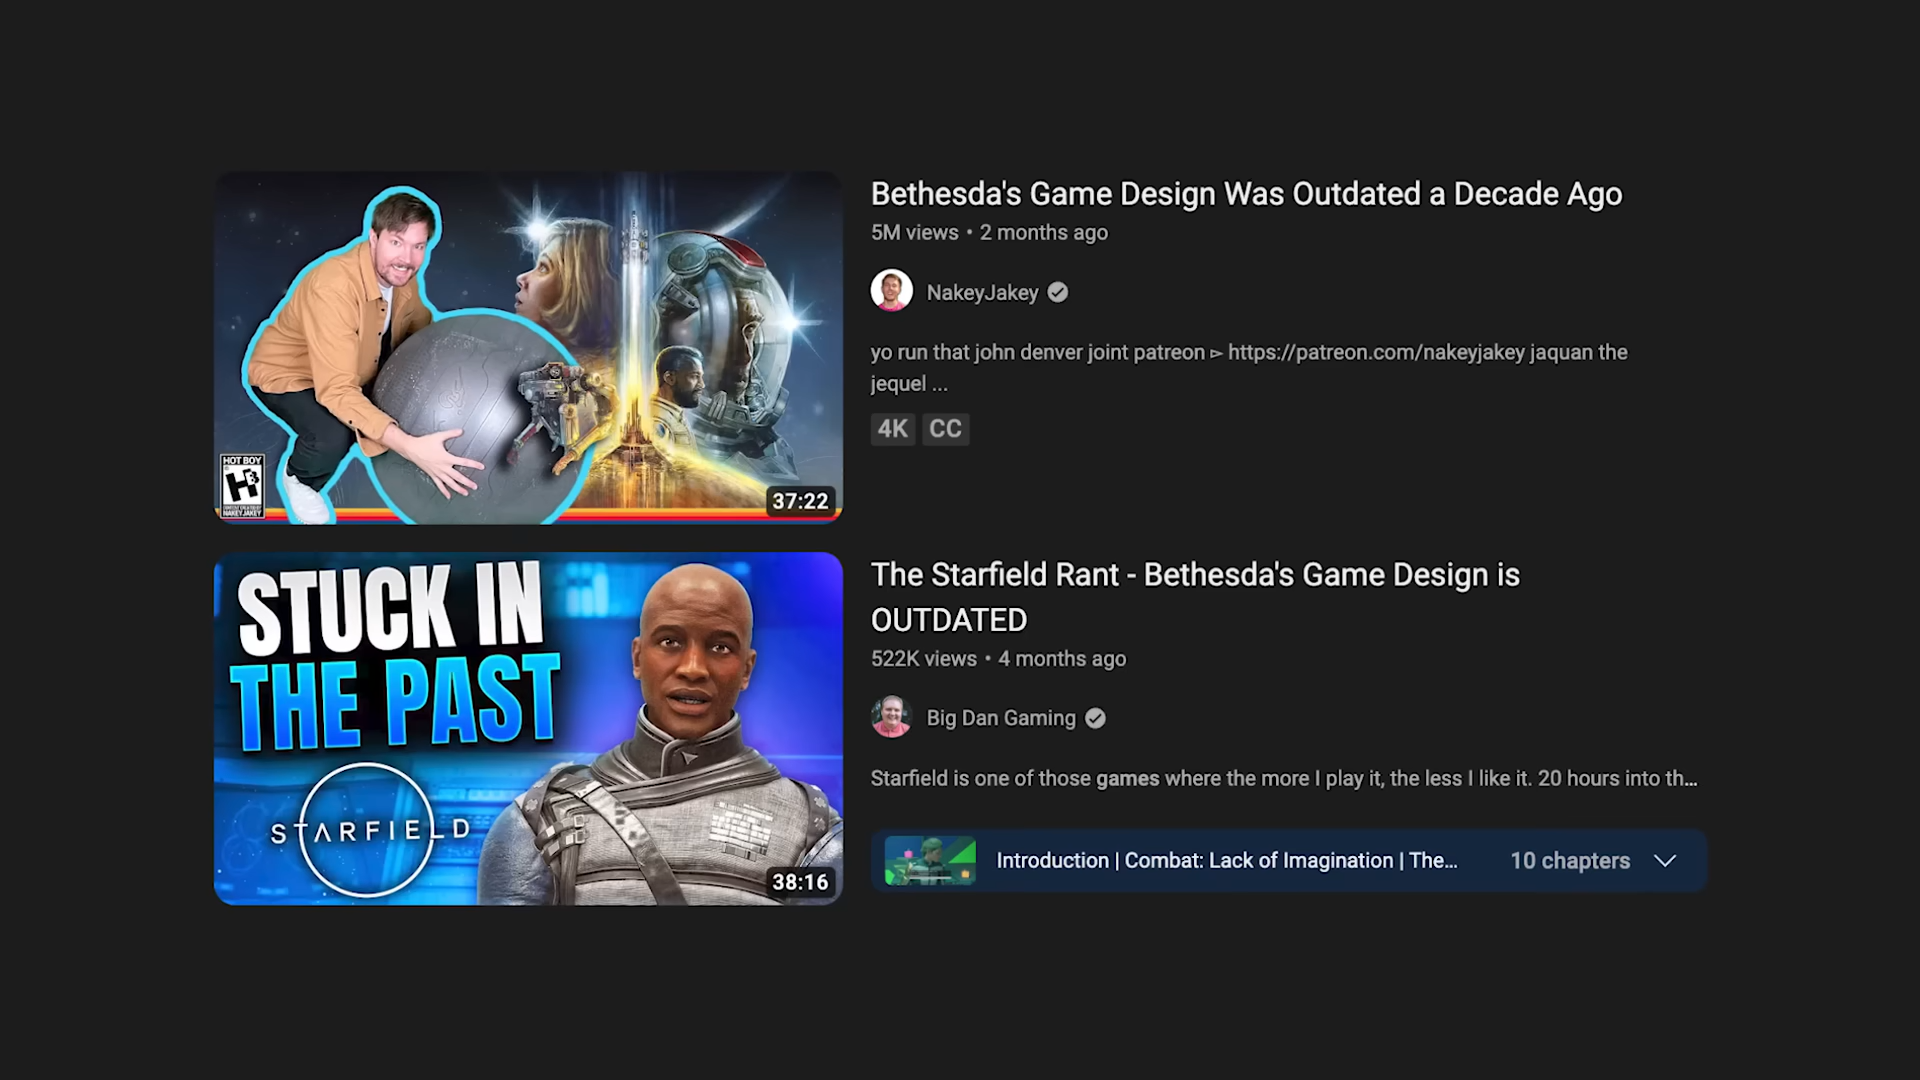 Bethesda's Game Design Was Outdated a Decade Ago
5M views • 2 months ago
NakeyJakey
yo run that john denver joint patreon ▻ https://patreon.com/nakeyjakey jaquan the
jequel ...
4K CC
HOT BOY
H3
NAKEYJAKEY
37:22
STUCK IN
THE PAST
STARFIELD
38:16
The Starfield Rant - Bethesda's Game Design is
OUTDATED
522K views • 4 months ago
Big Dan Gaming
Starfield is one of those games where the more I play it, the less I like it. 20 hours into th...
Introduction | Combat: Lack of Imagination | The... 10 chapters